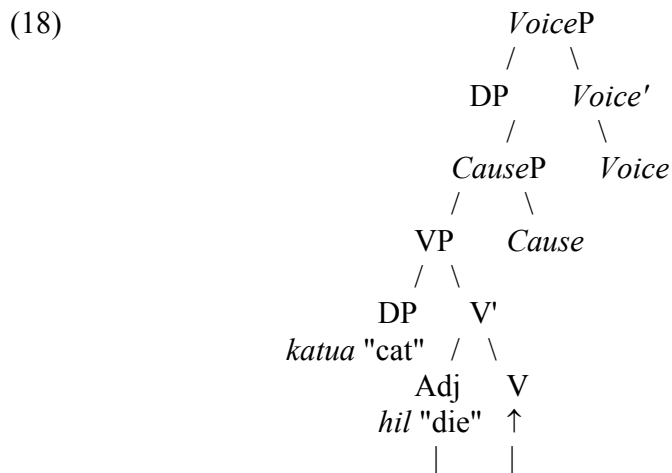 (18) VoiceP
DP Voice'
CauseP Voice
VP Cause
DP V'
katua "cat"
Adj V
hil "die" ↑